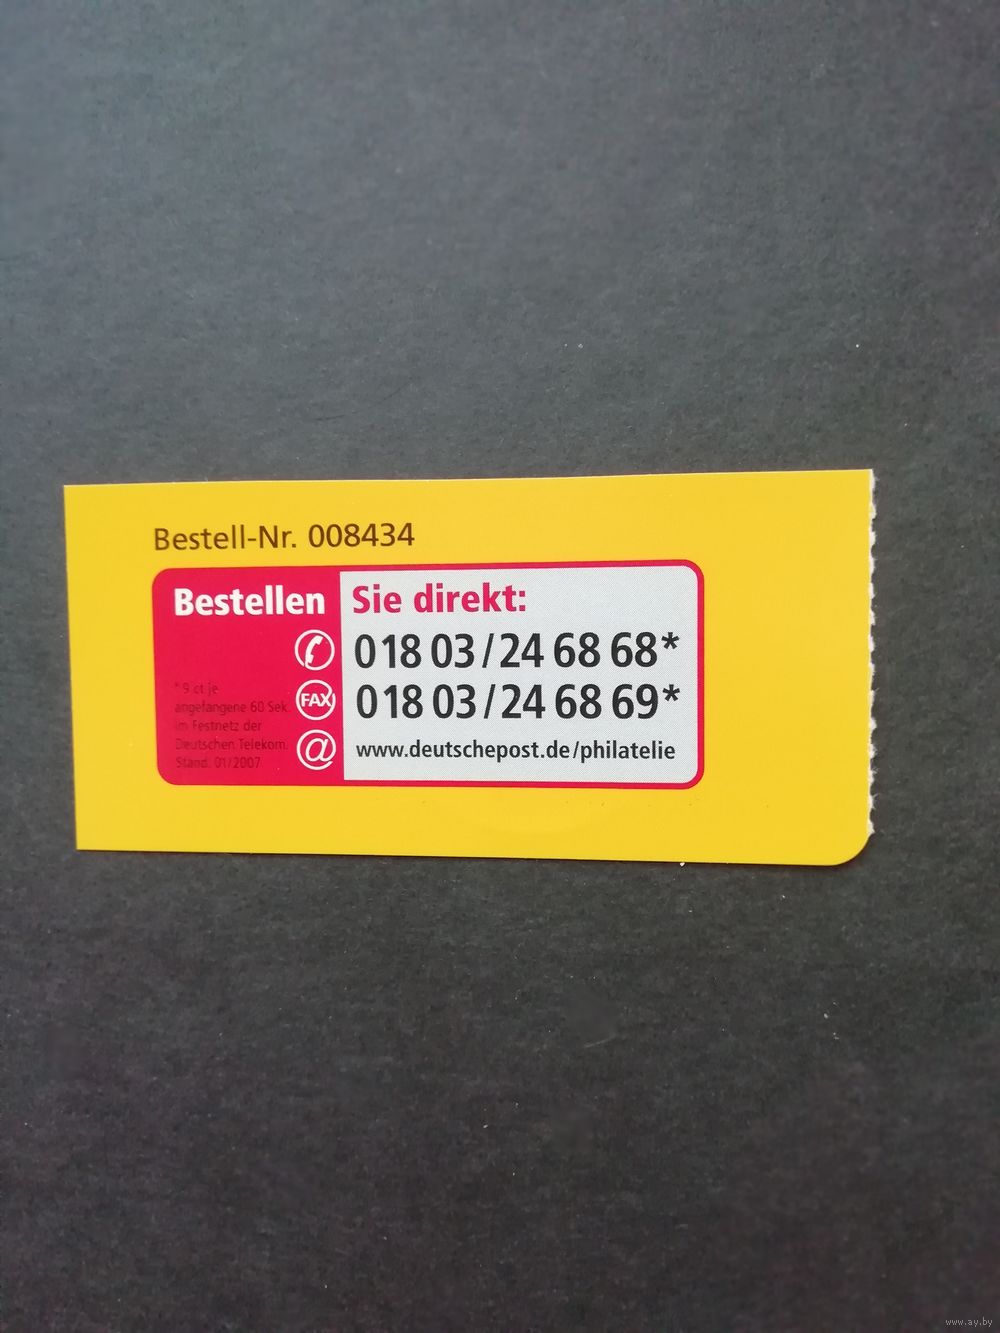 Bestell-Nr. 008434
Bestellen Sie direkt:
018 03/24 68 68*
FAX 018 03/24 68 69*
@ www.deutschepost.de/philatelie
* 9 ct je
angefangene 60 Sek.
im Festnetz der
Deutschen Telekom.
Stand: 01/2007
www.ay.by